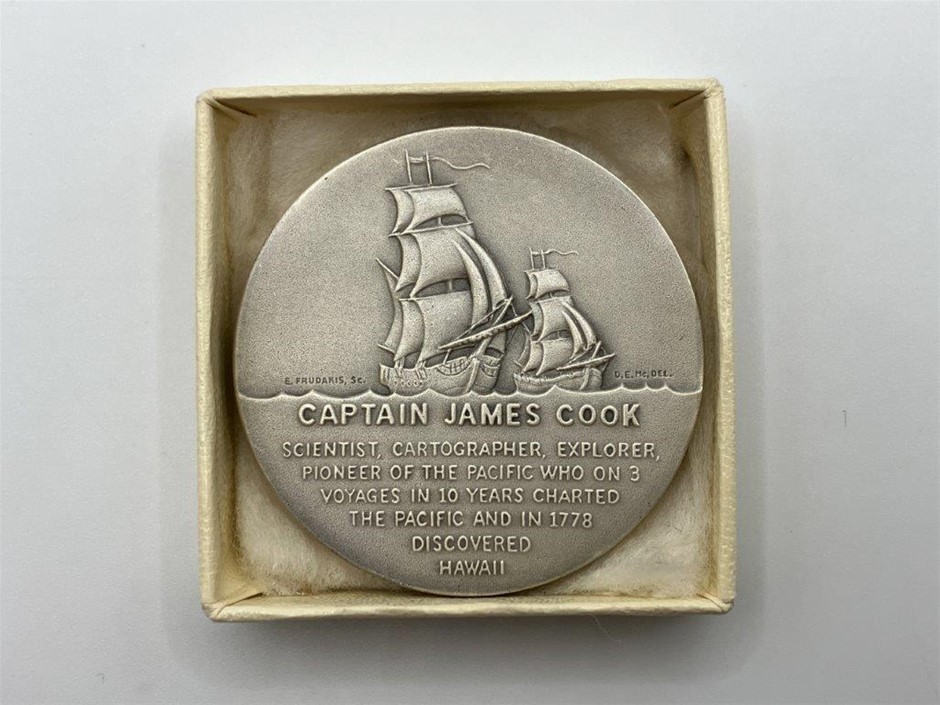 E. FRUDAKIS, Sc.
D.E. Mc, DEL.
CAPTAIN JAMES COOK
SCIENTIST, CARTOGRAPHER, EXPLORER,
PIONEER OF THE PACIFIC WHO ON 3
VOYAGES IN 10 YEARS CHARTED
THE PACIFIC AND IN 1778
DISCOVERED
HAWAII